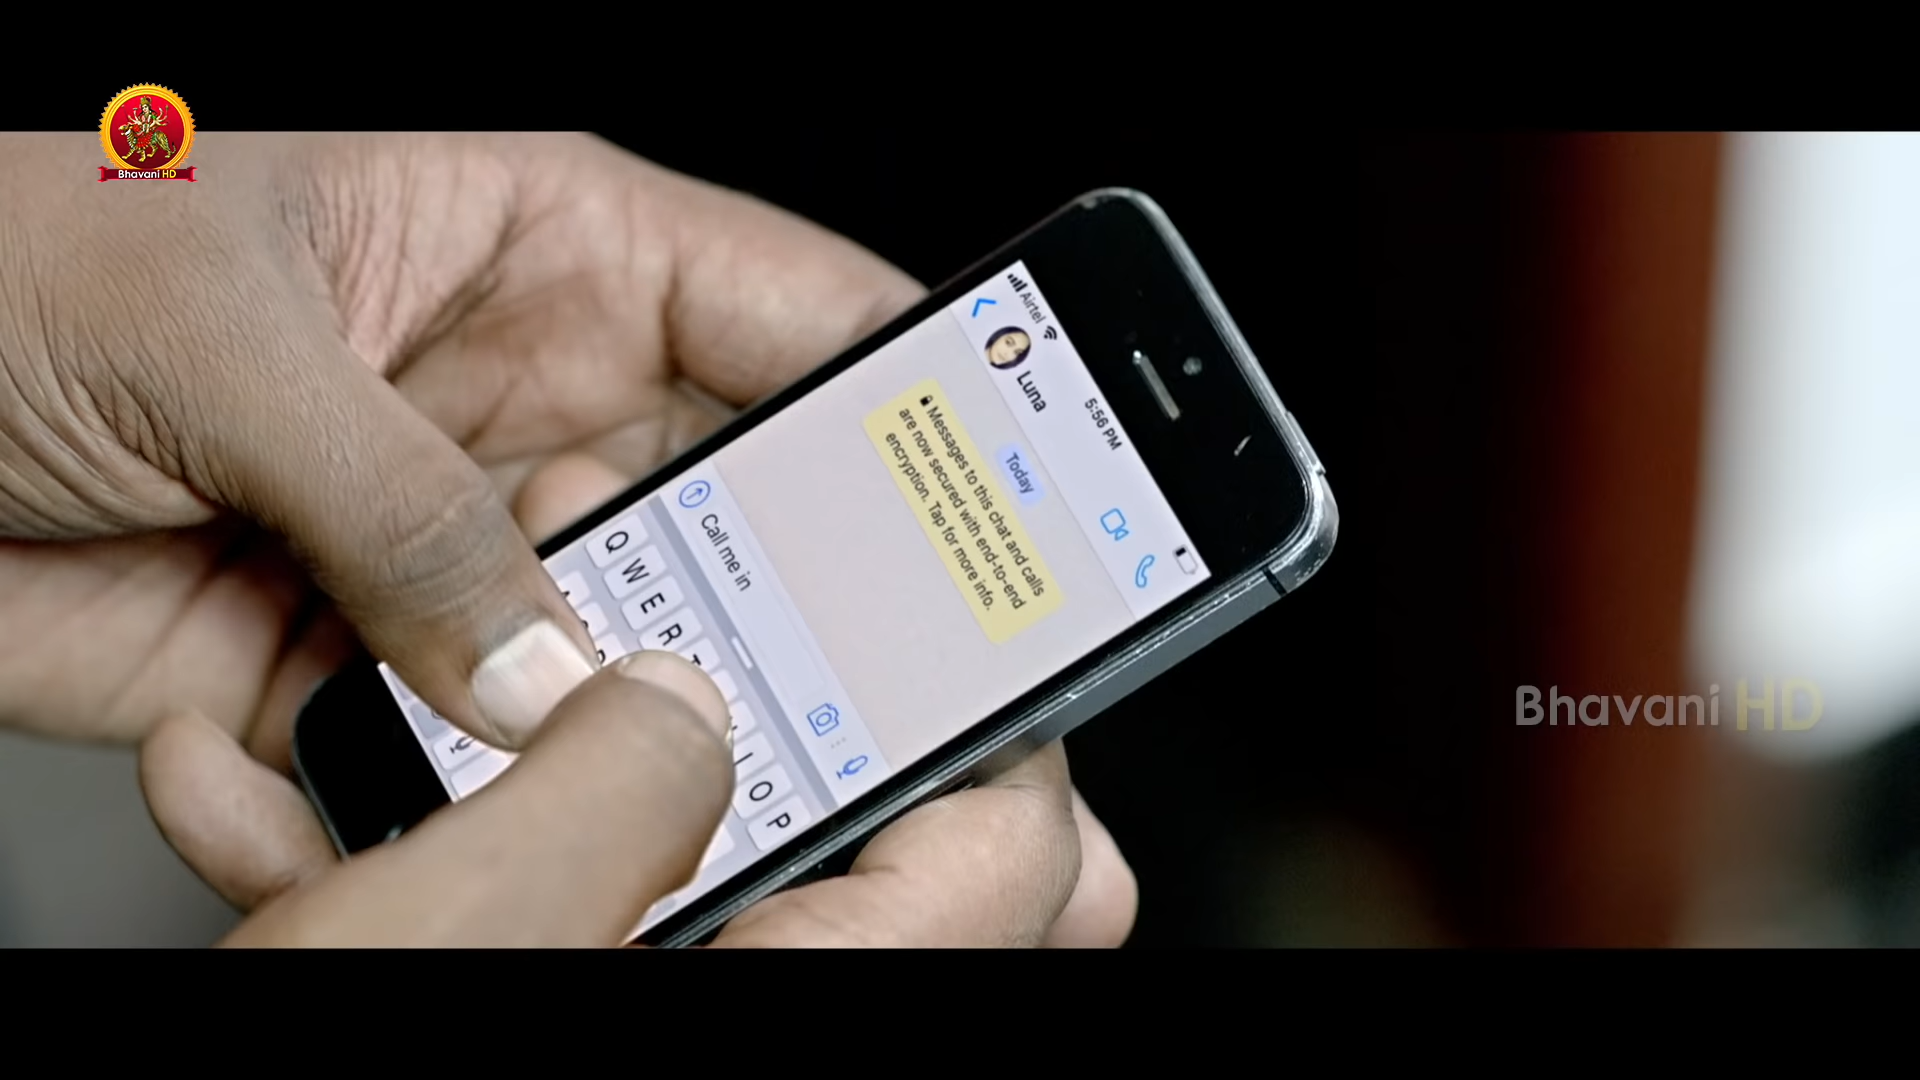 Bhavani HD
Airtel
5:56 PM
Luna
Today
Messages to this chat and calls
are now secured with end-to-end
encryption. Tap for more info.
Call me in
Q W E R T I O P
Bhavani HD